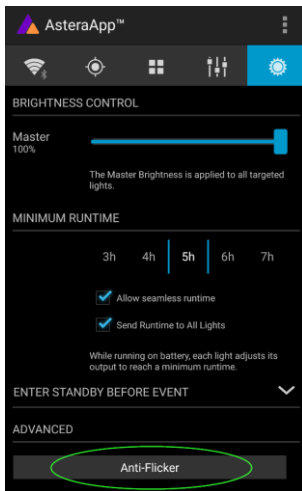 AsteraApp™
BRIGHTNESS CONTROL
Master
100%
The Master Brightness is applied to all targeted
lights.
MINIMUM RUNTIME
3h 4h 5h 6h 7h
Allow seamless runtime
Send Runtime to All Lights
While running on battery, each light adjusts its
output to reach a minimum runtime.
ENTER STANDBY BEFORE EVENT
ADVANCED
Anti-Flicker